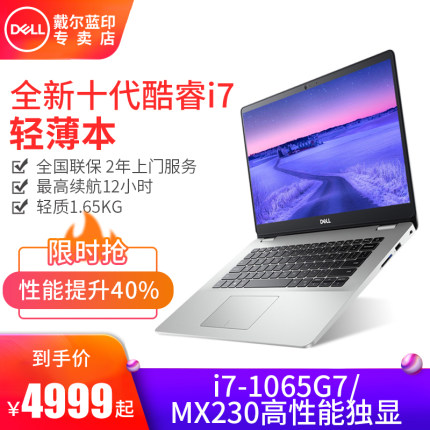 DELL
戴尔蓝印
专卖店
全新十代酷睿i7
轻薄本
全国联保 2年上门服务
最高续航12小时
轻质1.65KG
限时抢
性能提升40%
DELL
到手价
¥4999起
i7-1065G7/
MX230高性能独显